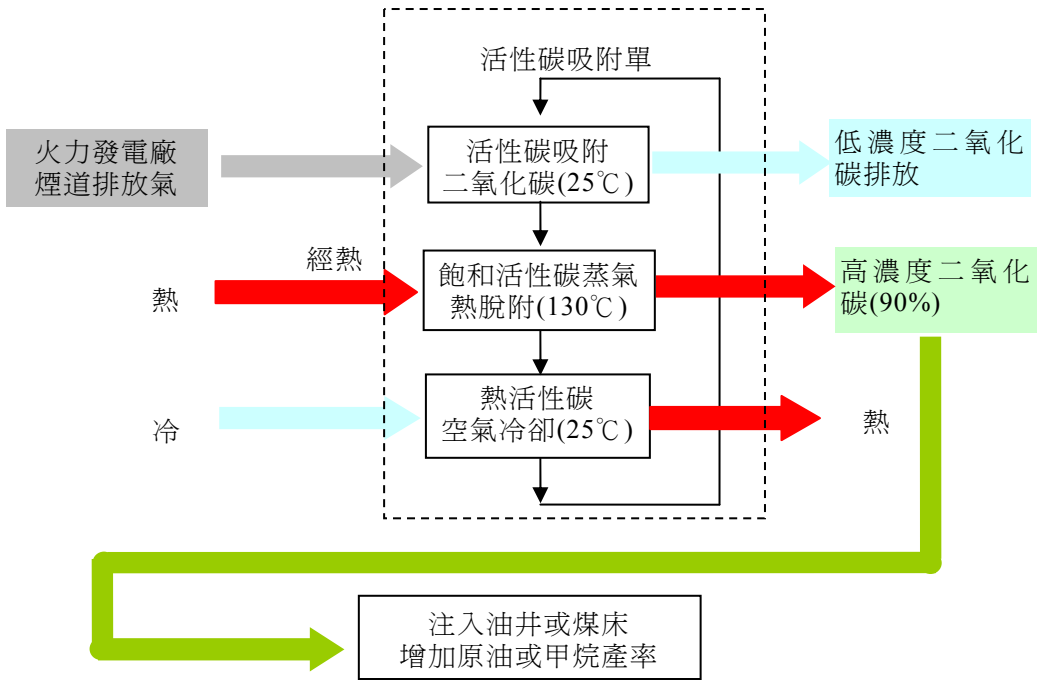 活性碳吸附單
火力發電廠
煙道排放氣
活性碳吸附
二氧化碳(25℃)
低濃度二氧化
碳排放
經熱
熱
飽和活性碳蒸氣
熱脫附(130℃)
高濃度二氧化
碳(90%)
冷
熱活性碳
空氣冷卻(25℃)
熱
注入油井或煤床
增加原油或甲烷產率